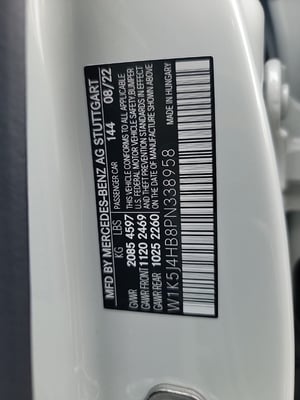 MFD BY MERCEDES-BENZ AG STUTTGART
PASSENGER CAR 144 08/22
KG LBS
GVWR 2085 4597
GAWR FRONT 1120 2469
GAWR REAR 1025 2260
THIS VEHICLE CONFORMS TO ALL APPLICABLE
U.S. FEDERAL MOTOR VEHICLE SAFETY, BUMPER
AND THEFT PREVENTION STANDARDS IN EFFECT
ON THE DATE OF MANUFACTURE SHOWN ABOVE
MADE IN HUNGARY
W1K5J4HB8PN338958